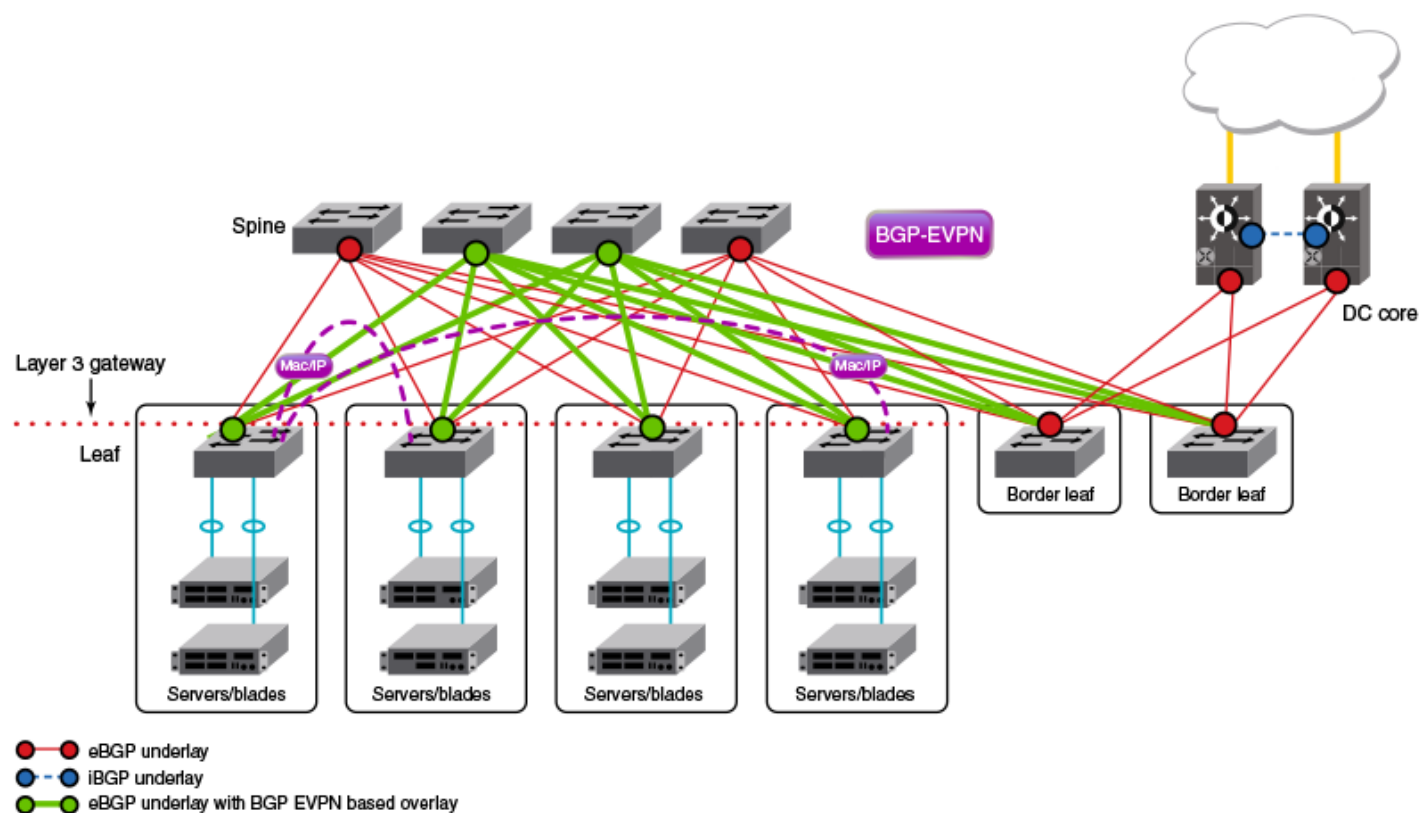 Spine
BGP-EVPN
DC core
Layer 3 gateway
Mac/IP
Mac/IP
Leaf
Border leaf
Border leaf
Servers/blades
Servers/blades
Servers/blades
Servers/blades
eBGP underlay
iBGP underlay
eBGP underlay with BGP EVPN based overlay